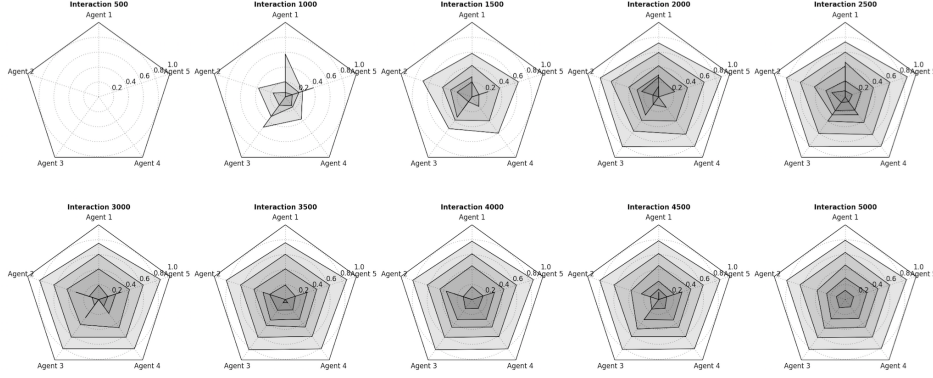 Interaction 500
Agent 1
Agent 2
Agent 3
Agent 4
Agent 5
0.2
0.4
0.6
0.8
1.0
Interaction 1000
Agent 1
Agent 2
Agent 3
Agent 4
Agent 5
0.2
0.4
0.6
0.8
1.0
Interaction 1500
Agent 1
Agent 2
Agent 3
Agent 4
Agent 5
0.2
0.4
0.6
0.8
1.0
Interaction 2000
Agent 1
Agent 2
Agent 3
Agent 4
Agent 5
0.2
0.4
0.6
0.8
1.0
Interaction 2500
Agent 1
Agent 2
Agent 3
Agent 4
Agent 5
0.2
0.4
0.6
0.8
1.0
Interaction 3000
Agent 1
Agent 2
Agent 3
Agent 4
Agent 5
0.2
0.4
0.6
0.8
1.0
Interaction 3500
Agent 1
Agent 2
Agent 3
Agent 4
Agent 5
0.2
0.4
0.6
0.8
1.0
Interaction 4000
Agent 1
Agent 2
Agent 3
Agent 4
Agent 5
0.2
0.4
0.6
0.8
1.0
Interaction 4500
Agent 1
Agent 2
Agent 3
Agent 4
Agent 5
0.2
0.4
0.6
0.8
1.0
Interaction 5000
Agent 1
Agent 2
Agent 3
Agent 4
Agent 5
0.2
0.4
0.6
0.8
1.0